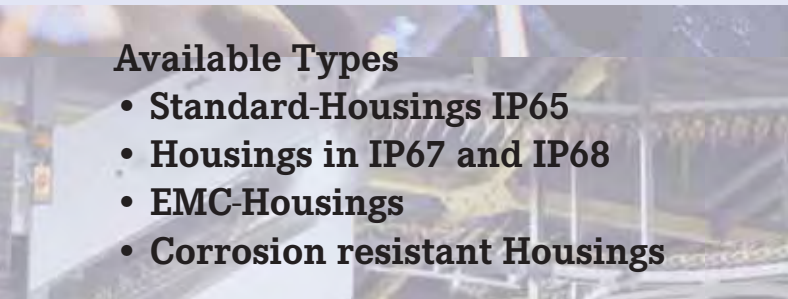 Available Types
• Standard-Housings IP65
• Housings in IP67 and IP68
• EMC-Housings
• Corrosion resistant Housings